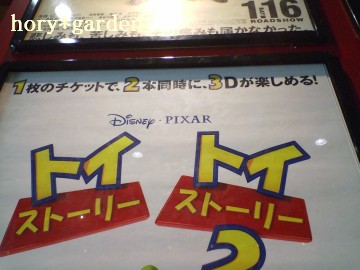 hory+garden
1.16
ROADSHOW
1枚のチケットで、2本同時に、3Dが楽しめる!
DISNEY · PIXAR
トイ トイ
ストーリー ストーリー
2